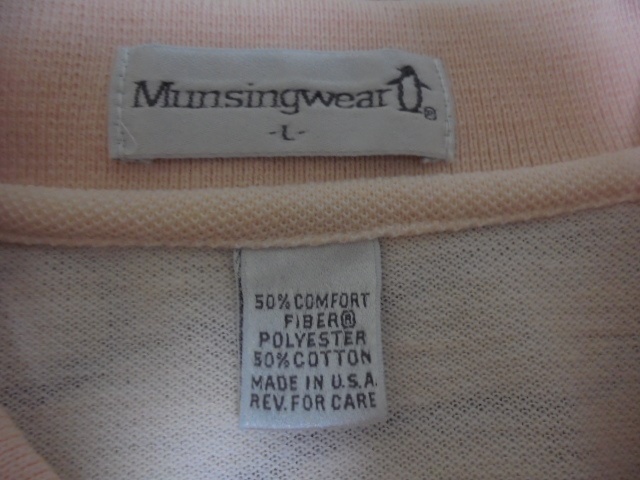 Munsingwear®
-L-
50% COMFORT
FIBER®
POLYESTER
50% COTTON
MADE IN U.S.A.
REV. FOR CARE